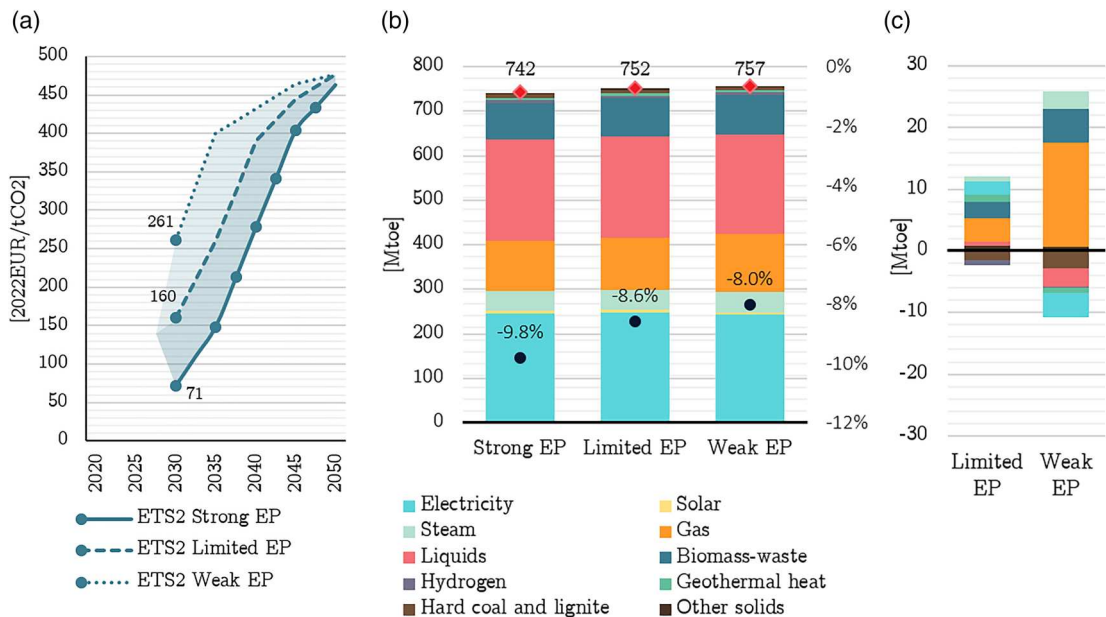 (a)
[2022EUR/tCO2]
500
450
400
350
300
250
200
150
100
50
0
261
160
71
2020
2025
2030
2035
2040
2045
2050
ETS2 Strong EP
ETS2 Limited EP
ETS2 Weak EP
(b)
[Mtoe]
800
700
600
500
400
300
200
100
0
742
752
757
-9.8%
-8.6%
-8.0%
0%
-2%
-4%
-6%
-8%
-10%
-12%
Strong EP
Limited EP
Weak EP
Electricity
Solar
Steam
Gas
Liquids
Biomass-waste
Hydrogen
Geothermal heat
Hard coal and lignite
Other solids
(c)
[Mtoe]
30
20
10
0
-10
-20
-30
Limited
EP
Weak
EP